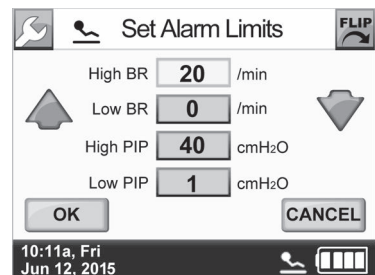 Set Alarm Limits
FLIP
High BR 20 /min
Low BR 0 /min
High PIP 40 cmH2O
Low PIP 1 cmH2O
OK
CANCEL
10:11a, Fri
Jun 12, 2015